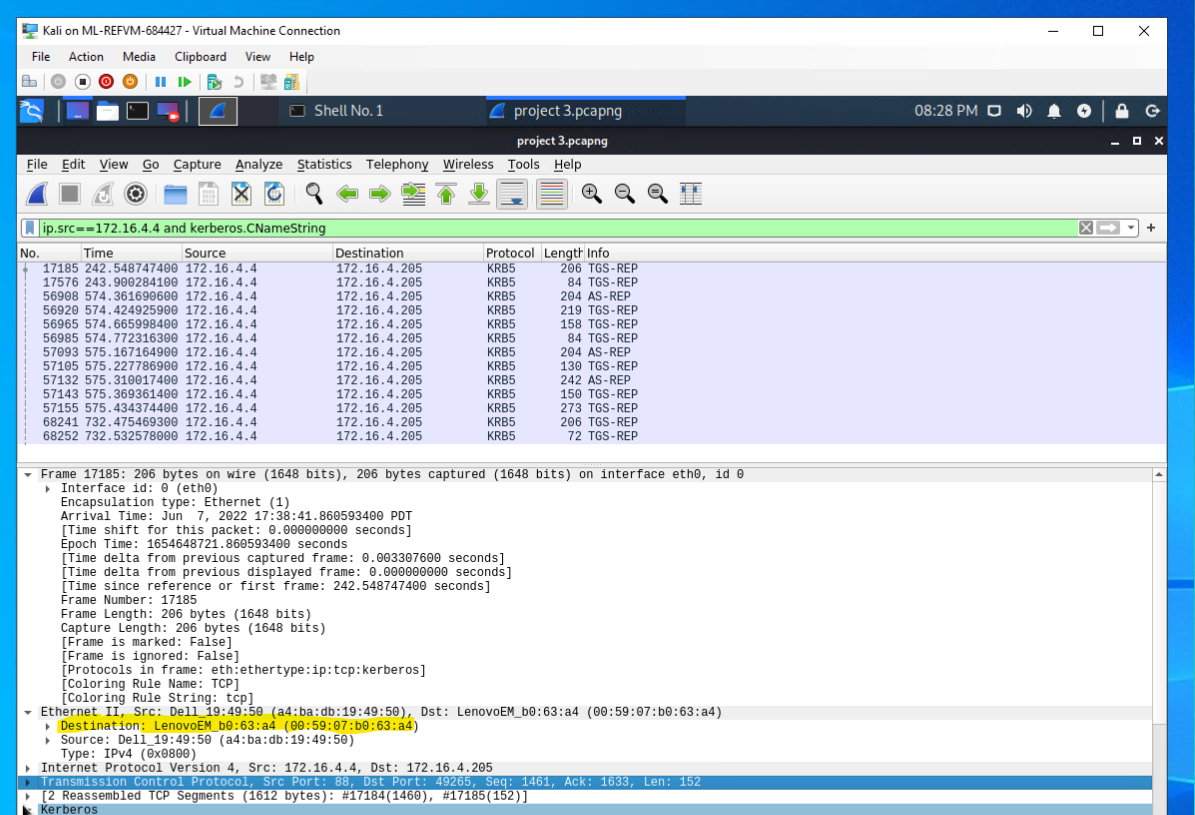 Kali on ML-REFVM-684427 - Virtual Machine Connection
File Action Media Clipboard View Help
Shell No. 1 project 3.pcapng 08:28 PM
project 3.pcapng
File Edit View Go Capture Analyze Statistics Telephony Wireless Tools Help
ip.src==172.16.4.4 and kerberos.CNameString
No. Time Source Destination Protocol Length Info
17185 242.548747400 172.16.4.4 172.16.4.205 KRB5 206 TGS-REP
17576 243.900284100 172.16.4.4 172.16.4.205 KRB5 84 TGS-REP
56908 574.361690600 172.16.4.4 172.16.4.205 KRB5 204 AS-REP
56920 574.424925900 172.16.4.4 172.16.4.205 KRB5 219 TGS-REP
56965 574.665998400 172.16.4.4 172.16.4.205 KRB5 158 TGS-REP
56985 574.772316300 172.16.4.4 172.16.4.205 KRB5 84 TGS-REP
57093 575.167164900 172.16.4.4 172.16.4.205 KRB5 204 AS-REP
57105 575.227786900 172.16.4.4 172.16.4.205 KRB5 130 TGS-REP
57132 575.310017400 172.16.4.4 172.16.4.205 KRB5 242 AS-REP
57143 575.369361400 172.16.4.4 172.16.4.205 KRB5 150 TGS-REP
57155 575.434374400 172.16.4.4 172.16.4.205 KRB5 273 TGS-REP
68241 732.475469300 172.16.4.4 172.16.4.205 KRB5 206 TGS-REP
68252 732.532578000 172.16.4.4 172.16.4.205 KRB5 72 TGS-REP
Frame 17185: 206 bytes on wire (1648 bits), 206 bytes captured (1648 bits) on interface eth0, id 0
Interface id: 0 (eth0)
Encapsulation type: Ethernet (1)
Arrival Time: Jun 7, 2022 17:38:41.860593400 PDT
[Time shift for this packet: 0.000000000 seconds]
Epoch Time: 1654648721.860593400 seconds
[Time delta from previous captured frame: 0.003307600 seconds]
[Time delta from previous displayed frame: 0.000000000 seconds]
[Time since reference or first frame: 242.548747400 seconds]
Frame Number: 17185
Frame Length: 206 bytes (1648 bits)
Capture Length: 206 bytes (1648 bits)
[Frame is marked: False]
[Frame is ignored: False]
[Protocols in frame: eth:ethertype:ip:tcp:kerberos]
[Coloring Rule Name: TCP]
[Coloring Rule String: tcp]
Ethernet II, Src: Dell_19:49:50 (a4:ba:db:19:49:50), Dst: LenovoEM_b0:63:a4 (00:59:07:b0:63:a4)
Destination: LenovoEM_b0:63:a4 (00:59:07:b0:63:a4)
Source: Dell_19:49:50 (a4:ba:db:19:49:50)
Type: IPv4 (0x0800)
Internet Protocol Version 4, Src: 172.16.4.4, Dst: 172.16.4.205
Transmission Control Protocol, Src Port: 88, Dst Port: 49265, Seq: 1461, Ack: 1633, Len: 152
[2 Reassembled TCP Segments (1612 bytes): #17184(1460), #17185(152)]
Kerberos